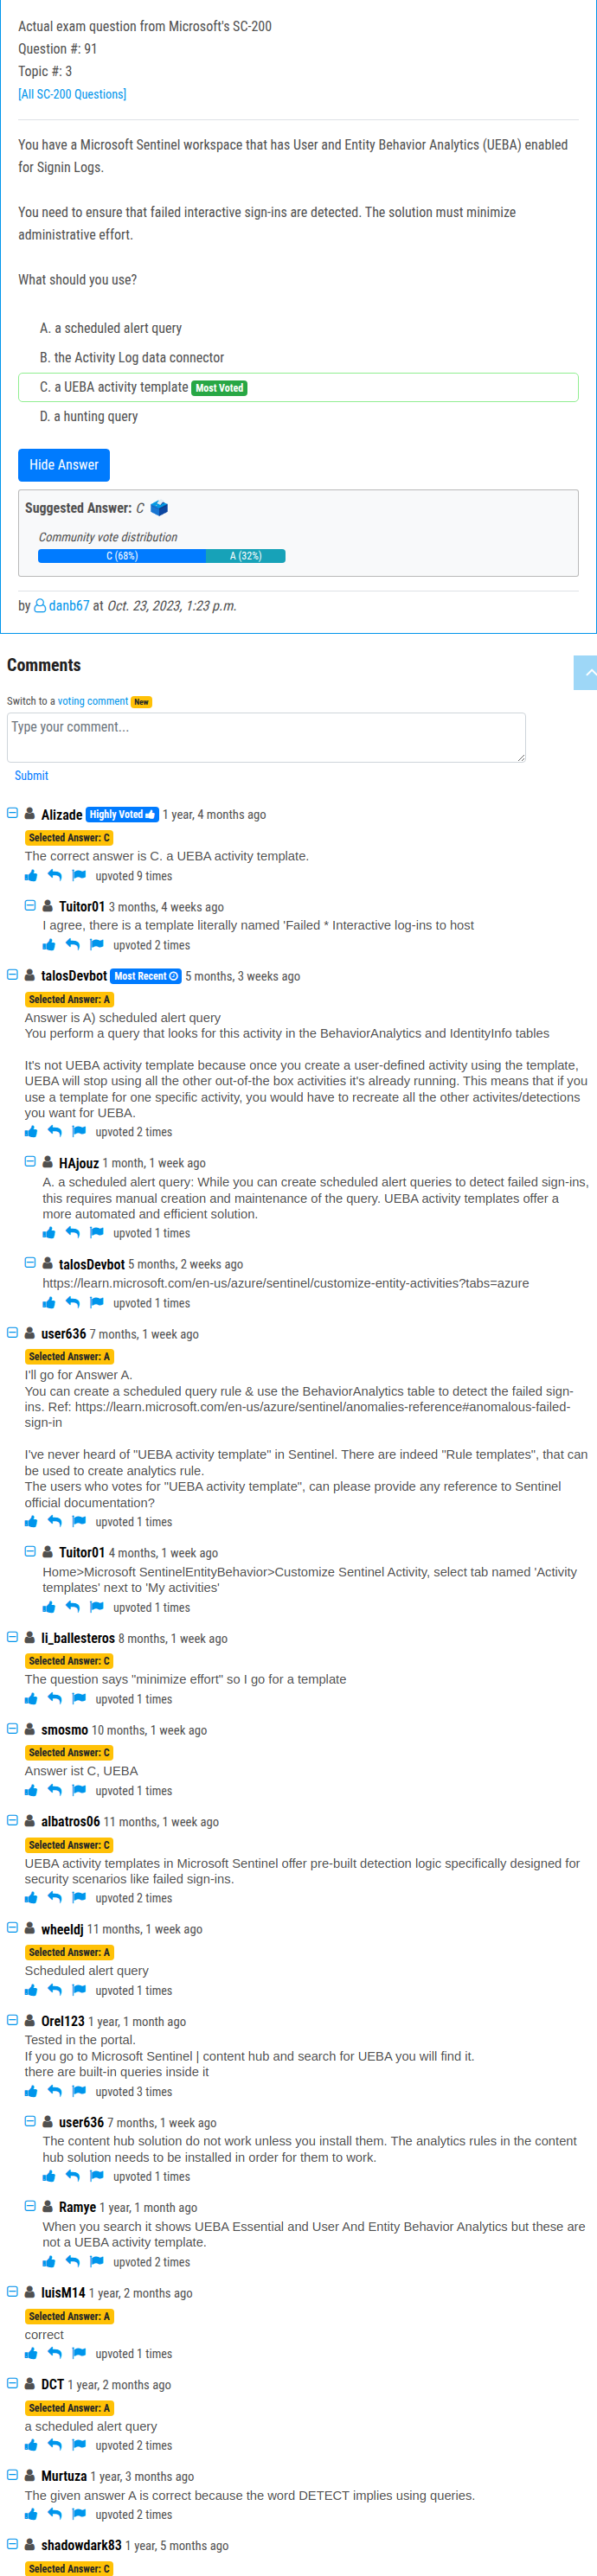 Actual exam question from Microsoft's SC-200
Question #: 91
Topic #: 3
[All SC-200 Questions]
You have a Microsoft Sentinel workspace that has User and Entity Behavior Analytics (UEBA) enabled
for Signin Logs.
You need to ensure that failed interactive sign-ins are detected. The solution must minimize
administrative effort.
What should you use?
A. a scheduled alert query
B. the Activity Log data connector
C. a UEBA activity template Most Voted
D. a hunting query
Hide Answer
Suggested Answer: C
Community vote distribution
C (68%) A (32%)
by danb67 at Oct. 23, 2023, 1:23 p.m.
Comments
Switch to a voting comment New
Type your comment...
Submit
Alizade Highly Voted 1 year, 4 months ago
Selected Answer: C
The correct answer is C. a UEBA activity template.
upvoted 9 times
Tuitor01 3 months, 4 weeks ago
I agree, there is a template literally named 'Failed * Interactive log-ins to host
upvoted 2 times
talosDevbot Most Recent 5 months, 3 weeks ago
Selected Answer: A
Answer is A) scheduled alert query
You perform a query that looks for this activity in the BehaviorAnalytics and IdentityInfo tables
It's not UEBA activity template because once you create a user-defined activity using the template,
UEBA will stop using all the other out-of-the box activities it's already running. This means that if you
use a template for one specific activity, you would have to recreate all the other activites/detections
you want for UEBA.
upvoted 2 times
HAjouz 1 month, 1 week ago
A. a scheduled alert query: While you can create scheduled alert queries to detect failed sign-ins,
this requires manual creation and maintenance of the query. UEBA activity templates offer a
more automated and efficient solution.
upvoted 1 times
talosDevbot 5 months, 2 weeks ago
https://learn.microsoft.com/en-us/azure/sentinel/customize-entity-activities?tabs=azure
upvoted 1 times
user636 7 months, 1 week ago
Selected Answer: A
I'll go for Answer A.
You can create a scheduled query rule & use the BehaviorAnalytics table to detect the failed sign-
ins. Ref: https://learn.microsoft.com/en-us/azure/sentinel/anomalies-reference#anomalous-failed-
sign-in
I've never heard of "UEBA activity template" in Sentinel. There are indeed "Rule templates", that can
be used to create analytics rule.
The users who votes for "UEBA activity template", can please provide any reference to Sentinel
official documentation?
upvoted 1 times
Tuitor01 4 months, 1 week ago
Home>Microsoft SentinelEntityBehavior>Customize Sentinel Activity, select tab named 'Activity
templates' next to 'My activities'
upvoted 1 times
li_ballesteros 8 months, 1 week ago
Selected Answer: C
The question says "minimize effort" so I go for a template
upvoted 1 times
smosmo 10 months, 1 week ago
Selected Answer: C
Answer ist C, UEBA
upvoted 1 times
albatros06 11 months, 1 week ago
Selected Answer: C
UEBA activity templates in Microsoft Sentinel offer pre-built detection logic specifically designed for
security scenarios like failed sign-ins.
upvoted 2 times
wheeldj 11 months, 1 week ago
Selected Answer: A
Scheduled alert query
upvoted 1 times
Orel123 1 year, 1 month ago
Tested in the portal.
If you go to Microsoft Sentinel | content hub and search for UEBA you will find it.
there are built-in queries inside it
upvoted 3 times
user636 7 months, 1 week ago
The content hub solution do not work unless you install them. The analytics rules in the content
hub solution needs to be installed in order for them to work.
upvoted 1 times
Ramye 1 year, 1 month ago
When you search it shows UEBA Essential and User And Entity Behavior Analytics but these are
not a UEBA activity template.
upvoted 2 times
luisM14 1 year, 2 months ago
Selected Answer: A
correct
upvoted 1 times
DCT 1 year, 2 months ago
Selected Answer: A
a scheduled alert query
upvoted 2 times
Murtuza 1 year, 3 months ago
The given answer A is correct because the word DETECT implies using queries.
upvoted 2 times
shadowdark83 1 year, 5 months ago
Selected Answer: C